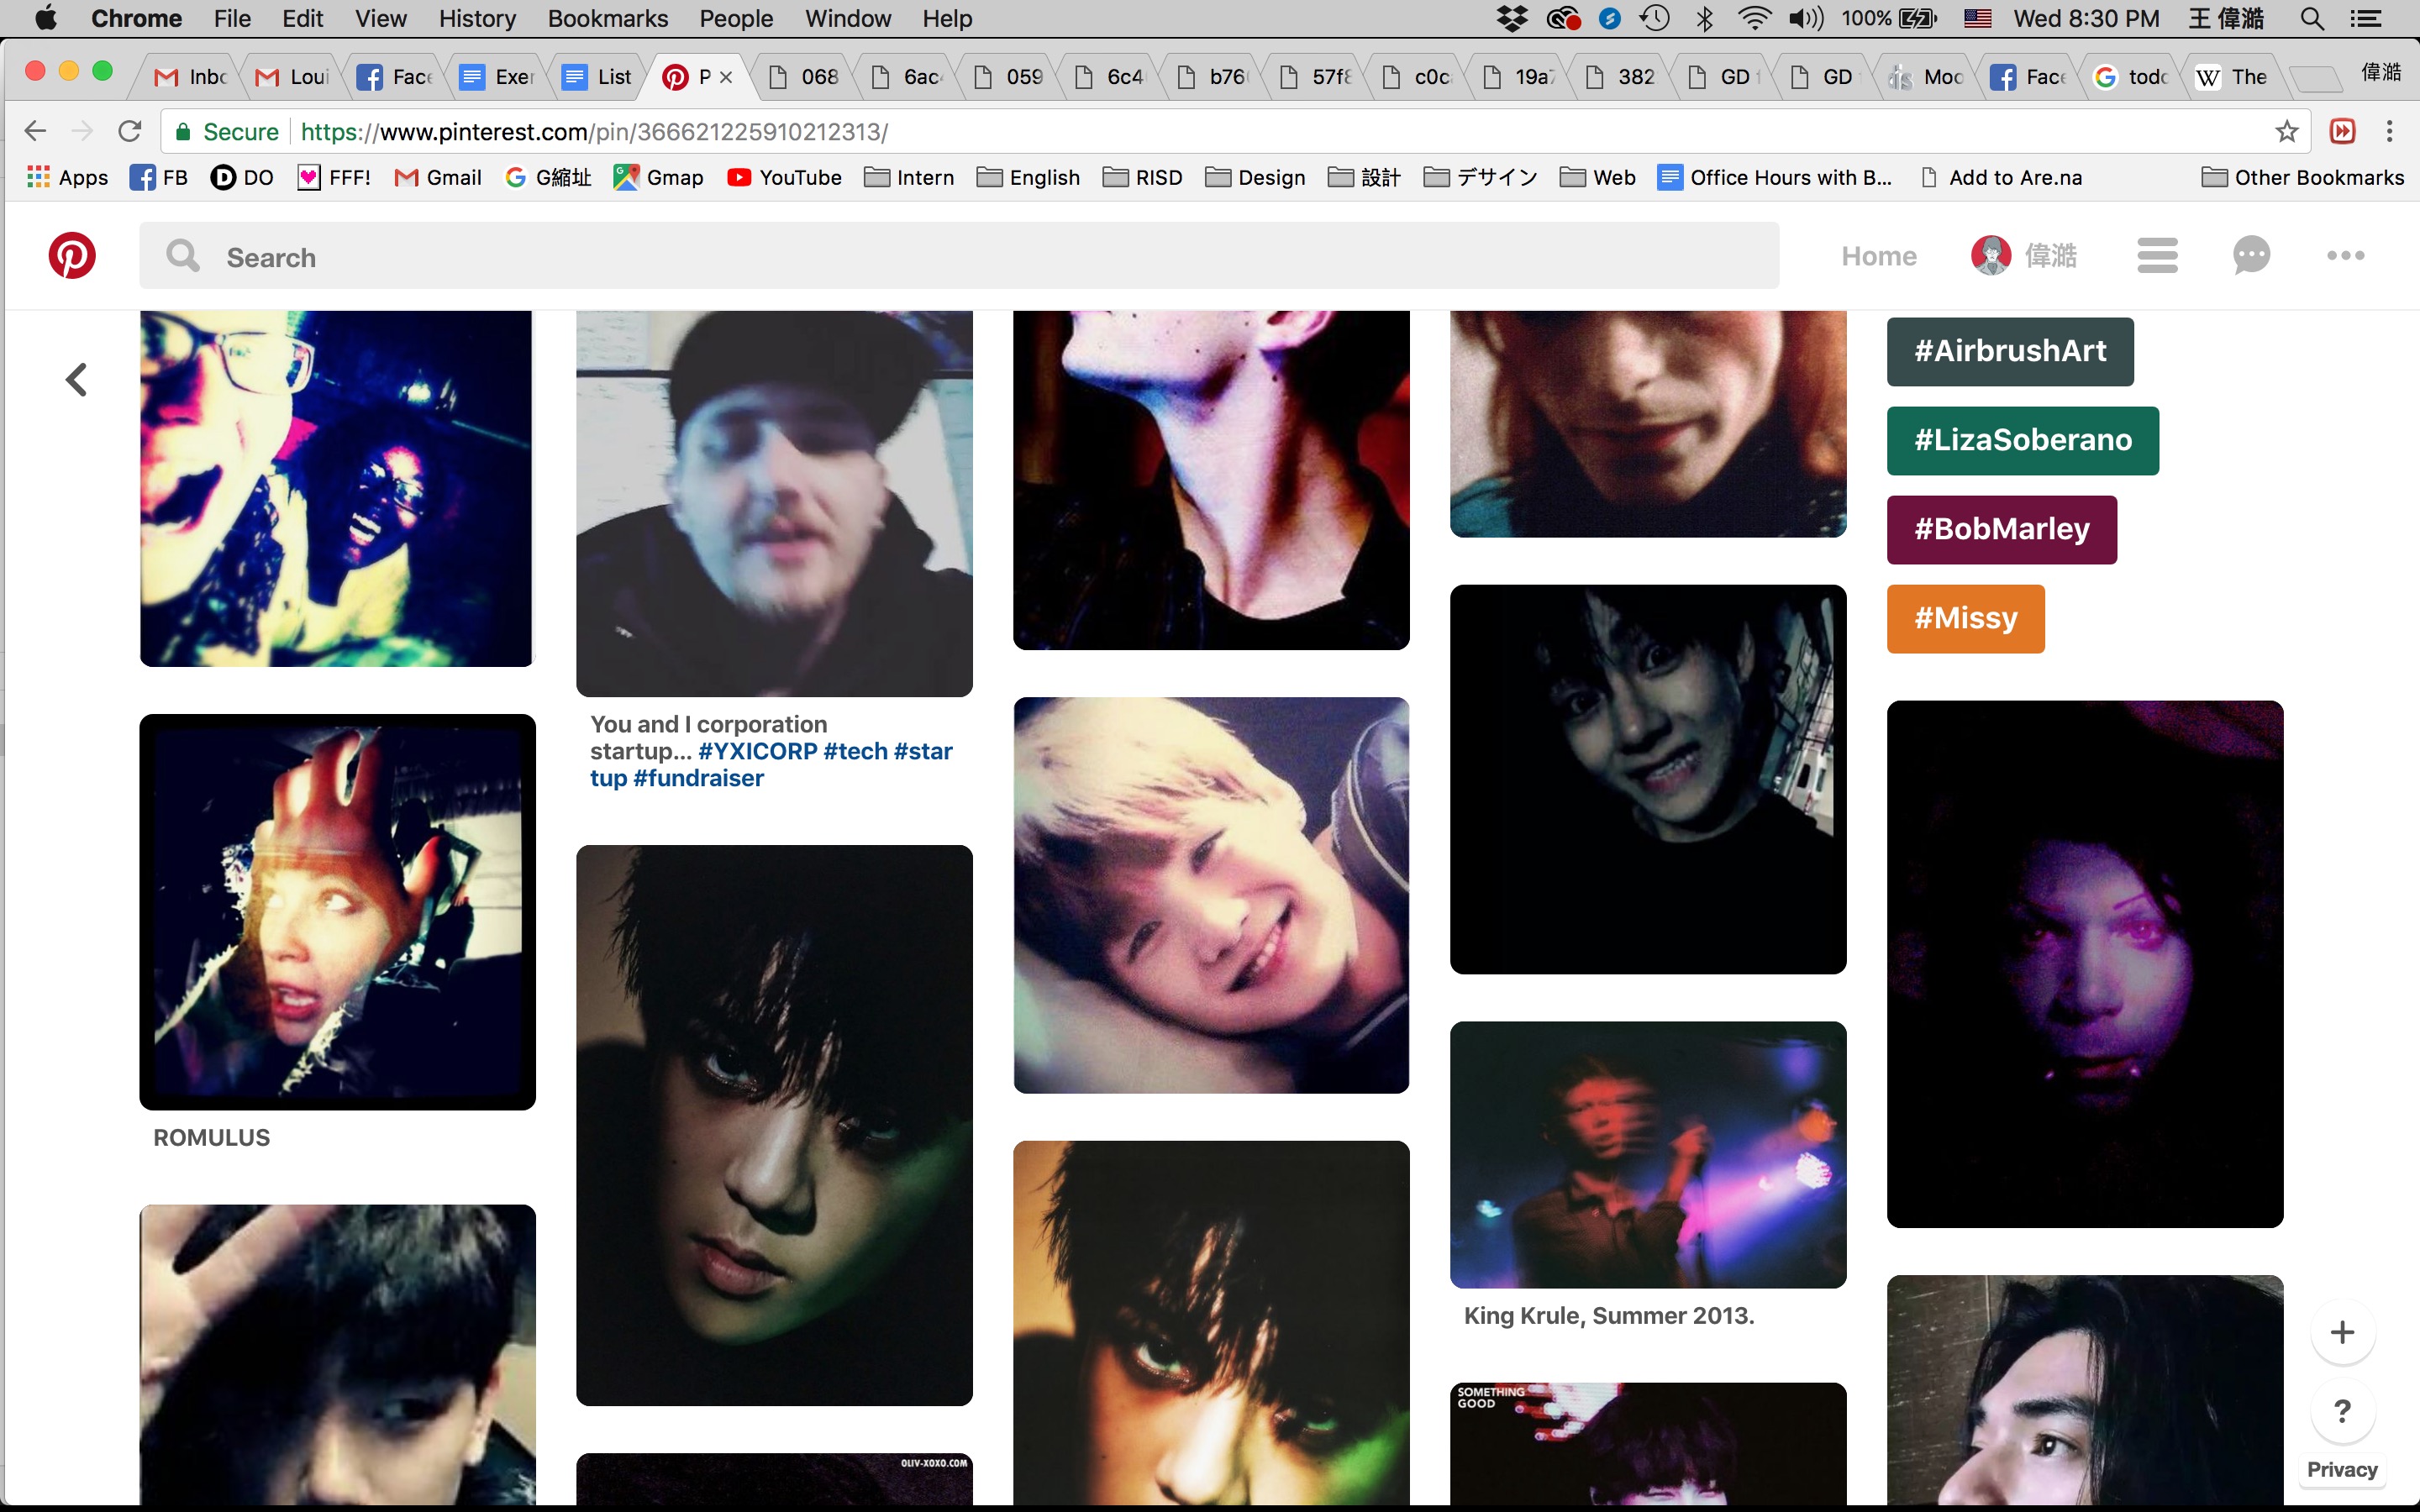 Chrome File Edit View History Bookmarks People Window Help 100% Wed 8:30 PM 王 偉澔
Inbo Loui Face Exer List P 068 6ac 059 6c4 b76 57f8 c0c 19a7 382 GD GD Moo Face todo The 偉澔
Secure https://www.pinterest.com/pin/366621225910212313/
Apps FB DO FFF! Gmail G縮址 Gmap YouTube Intern English RISD Design 設計 デサイン Web Office Hours with B... Add to Are.na Other Bookmarks
Search Home 偉澔
#AirbrushArt
#LizaSoberano
#BobMarley
#Missy
You and I corporation
startup... #YXICORP #tech #star
tup #fundraiser
ROMULUS
King Krule, Summer 2013.
SOMETHING
GOOD
OLIV-XOXO.COM
?
Privacy